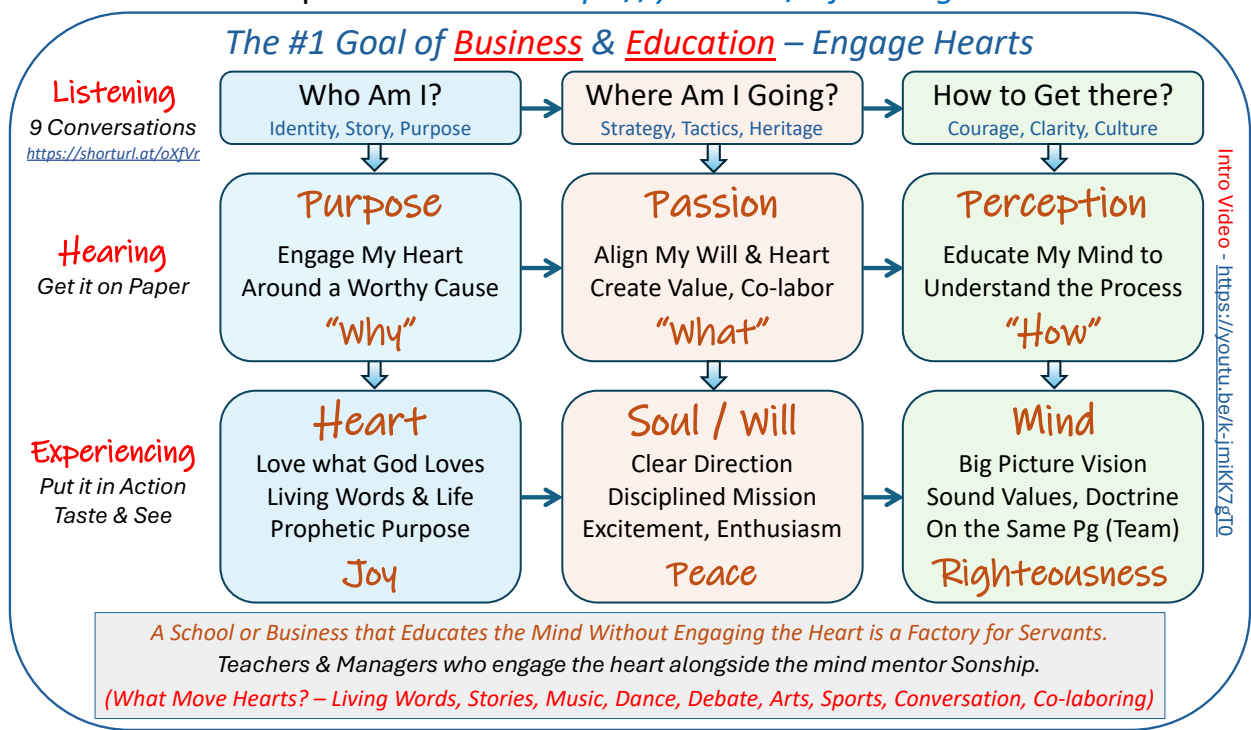 The #1 Goal of Business & Education – Engage Hearts
Listening
9 Conversations
https://shorturl.at/oXfVr
Who Am I?
Identity, Story, Purpose
Where Am I Going?
Strategy, Tactics, Heritage
How to Get there?
Courage, Clarity, Culture
Hearing
Get it on Paper
Purpose
Engage My Heart
Around a Worthy Cause
"Why"
Passion
Align My Will & Heart
Create Value, Co-labor
"What"
Perception
Educate My Mind to
Understand the Process
"How"
Experiencing
Put it in Action
Taste & See
Heart
Love what God Loves
Living Words & Life
Prophetic Purpose
Joy
Soul / Will
Clear Direction
Disciplined Mission
Excitement, Enthusiasm
Peace
Mind
Big Picture Vision
Sound Values, Doctrine
On the Same Pg (Team)
Righteousness
Intro Video - https://youtu.be/k-jmiKK7gT0
A School or Business that Educates the Mind Without Engaging the Heart is a Factory for Servants.
Teachers & Managers who engage the heart alongside the mind mentor Sonship.
(What Move Hearts? – Living Words, Stories, Music, Dance, Debate, Arts, Sports, Conversation, Co-laboring)